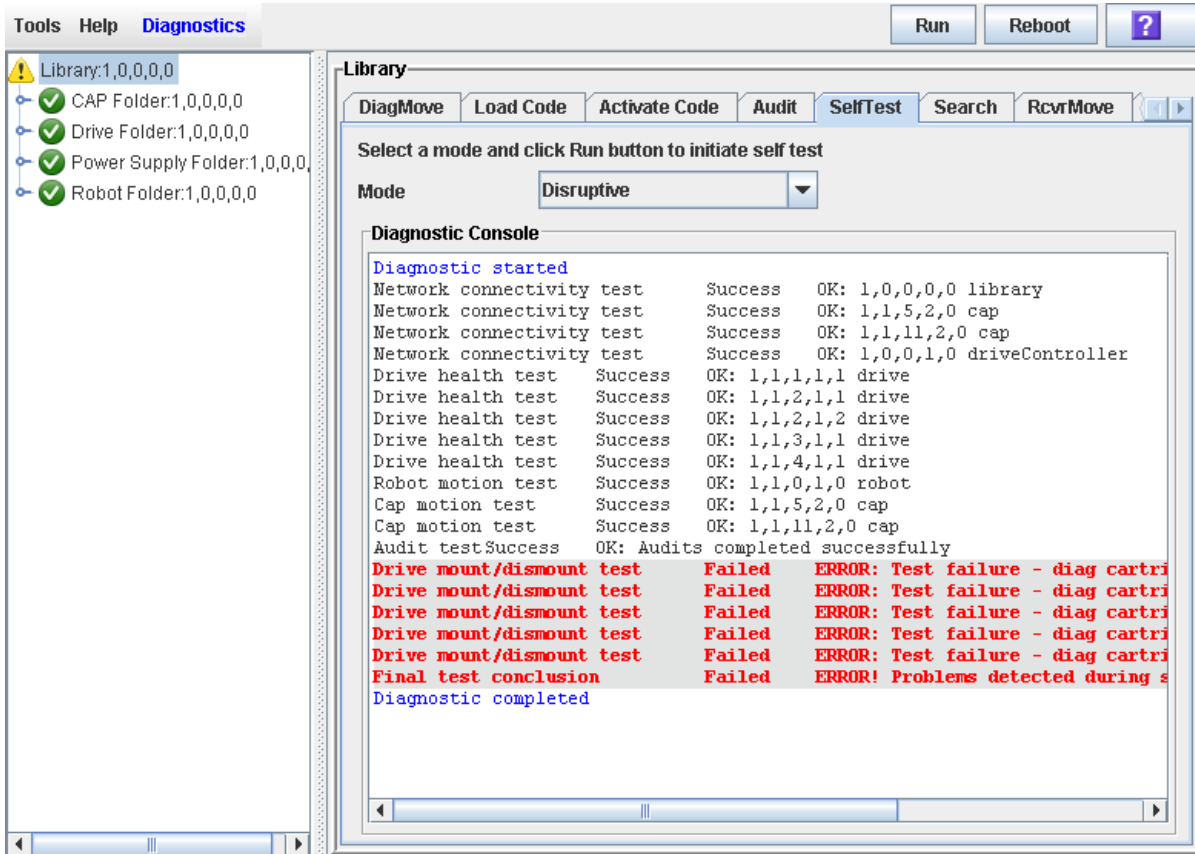 Tools Help Diagnostics
Run
Reboot
?
Library:1,0,0,0,0
CAP Folder:1,0,0,0,0
Drive Folder:1,0,0,0,0
Power Supply Folder:1,0,0,0,
Robot Folder:1,0,0,0,0
Library
DiagMove Load Code Activate Code Audit SelfTest Search RcvrMove
Select a mode and click Run button to initiate self test
Mode Disruptive
Diagnostic Console
Diagnostic started
Network connectivity test Success OK: 1,0,0,0,0 library
Network connectivity test Success OK: 1,1,5,2,0 cap
Network connectivity test Success OK: 1,1,11,2,0 cap
Network connectivity test Success OK: 1,0,0,1,0 driveController
Drive health test Success OK: 1,1,1,1,1 drive
Drive health test Success OK: 1,1,2,1,1 drive
Drive health test Success OK: 1,1,2,1,2 drive
Drive health test Success OK: 1,1,3,1,1 drive
Drive health test Success OK: 1,1,4,1,1 drive
Robot motion test Success OK: 1,1,0,1,0 robot
Cap motion test Success OK: 1,1,5,2,0 cap
Cap motion test Success OK: 1,1,11,2,0 cap
Audit test Success OK: Audits completed successfully
Drive mount/dismount test Failed ERROR: Test failure - diag cartri
Drive mount/dismount test Failed ERROR: Test failure - diag cartri
Drive mount/dismount test Failed ERROR: Test failure - diag cartri
Drive mount/dismount test Failed ERROR: Test failure - diag cartri
Drive mount/dismount test Failed ERROR: Test failure - diag cartri
Final test conclusion Failed ERROR! Problems detected during s
Diagnostic completed